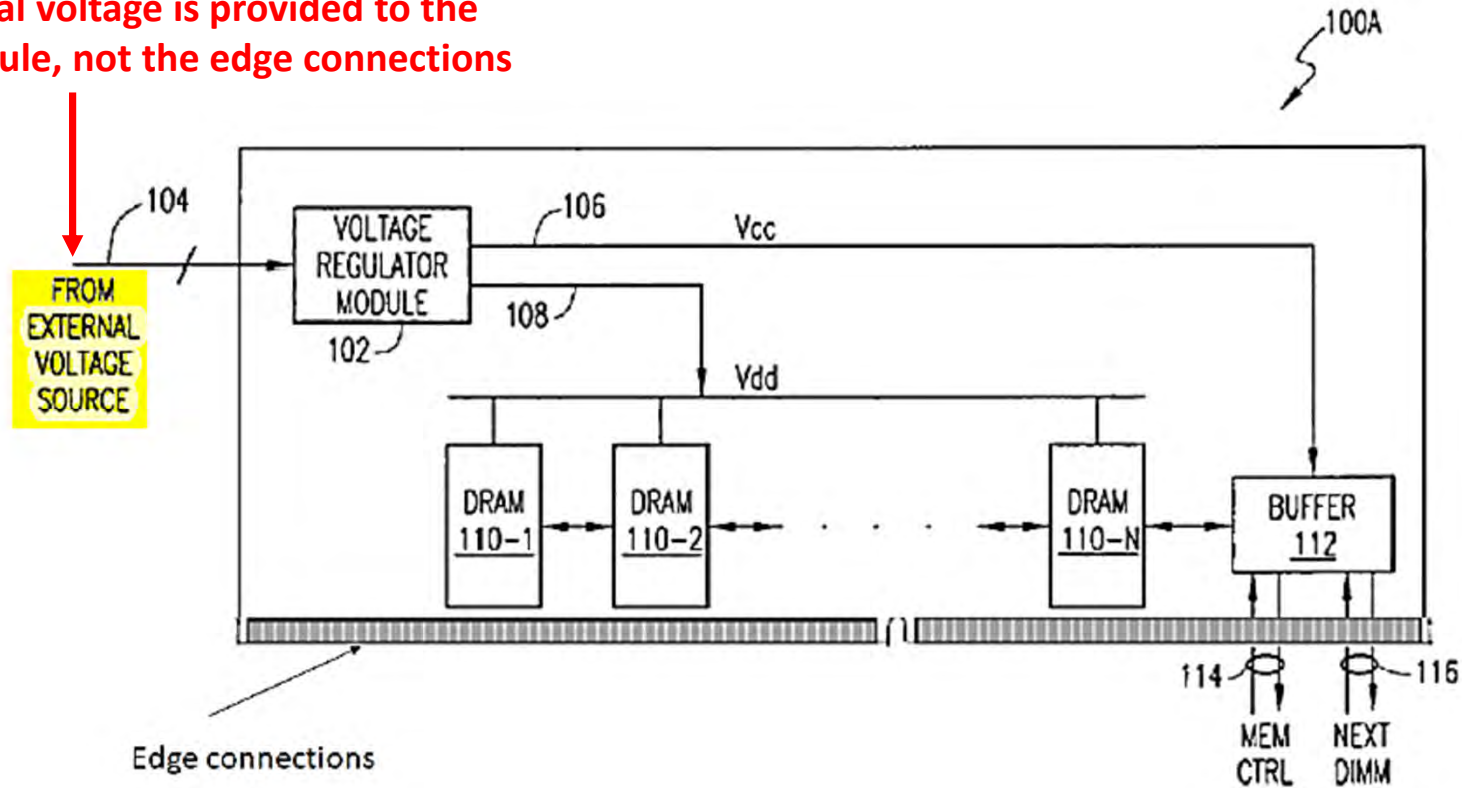 al voltage is provided to the
ule, not the edge connections
100A
104
VOLTAGE
REGULATOR
MODULE
102
106
Vcc
108
FROM
EXTERNAL
VOLTAGE
SOURCE
Vdd
DRAM
110-1
DRAM
110-2
. . . .
DRAM
110-N
BUFFER
112
114
116
Edge connections
MEM
CTRL
NEXT
DIMM